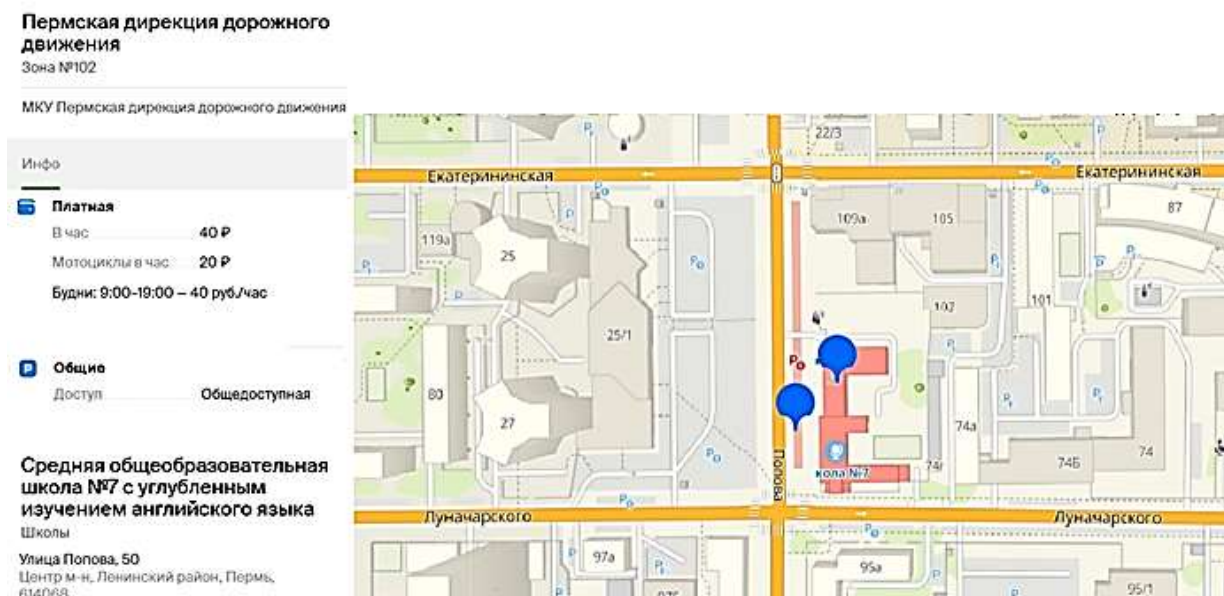 Пермская дирекция дорожного
движения
Зона №102
МКУ Пермская дирекция дорожного движения
Инфо
Платная
В час 40 ₽
Мотоциклы в час 20 ₽
Будни: 9:00-19:00 – 40 руб./час
Общие
Доступ Общедоступная
Средняя общеобразовательная
школа №7 с углубленным
изучением английского языка
Школы
Улица Попова, 50
Центр м-н, Ленинский район, Пермь,
614068
22/3
Екатерининская
Екатерининская
87
109а
105
119а
25
102
101
25/1
80
27
74а
Попова
кола №7
74г
74Б
74
Луначарского
Луначарского
97а
95а
95/1